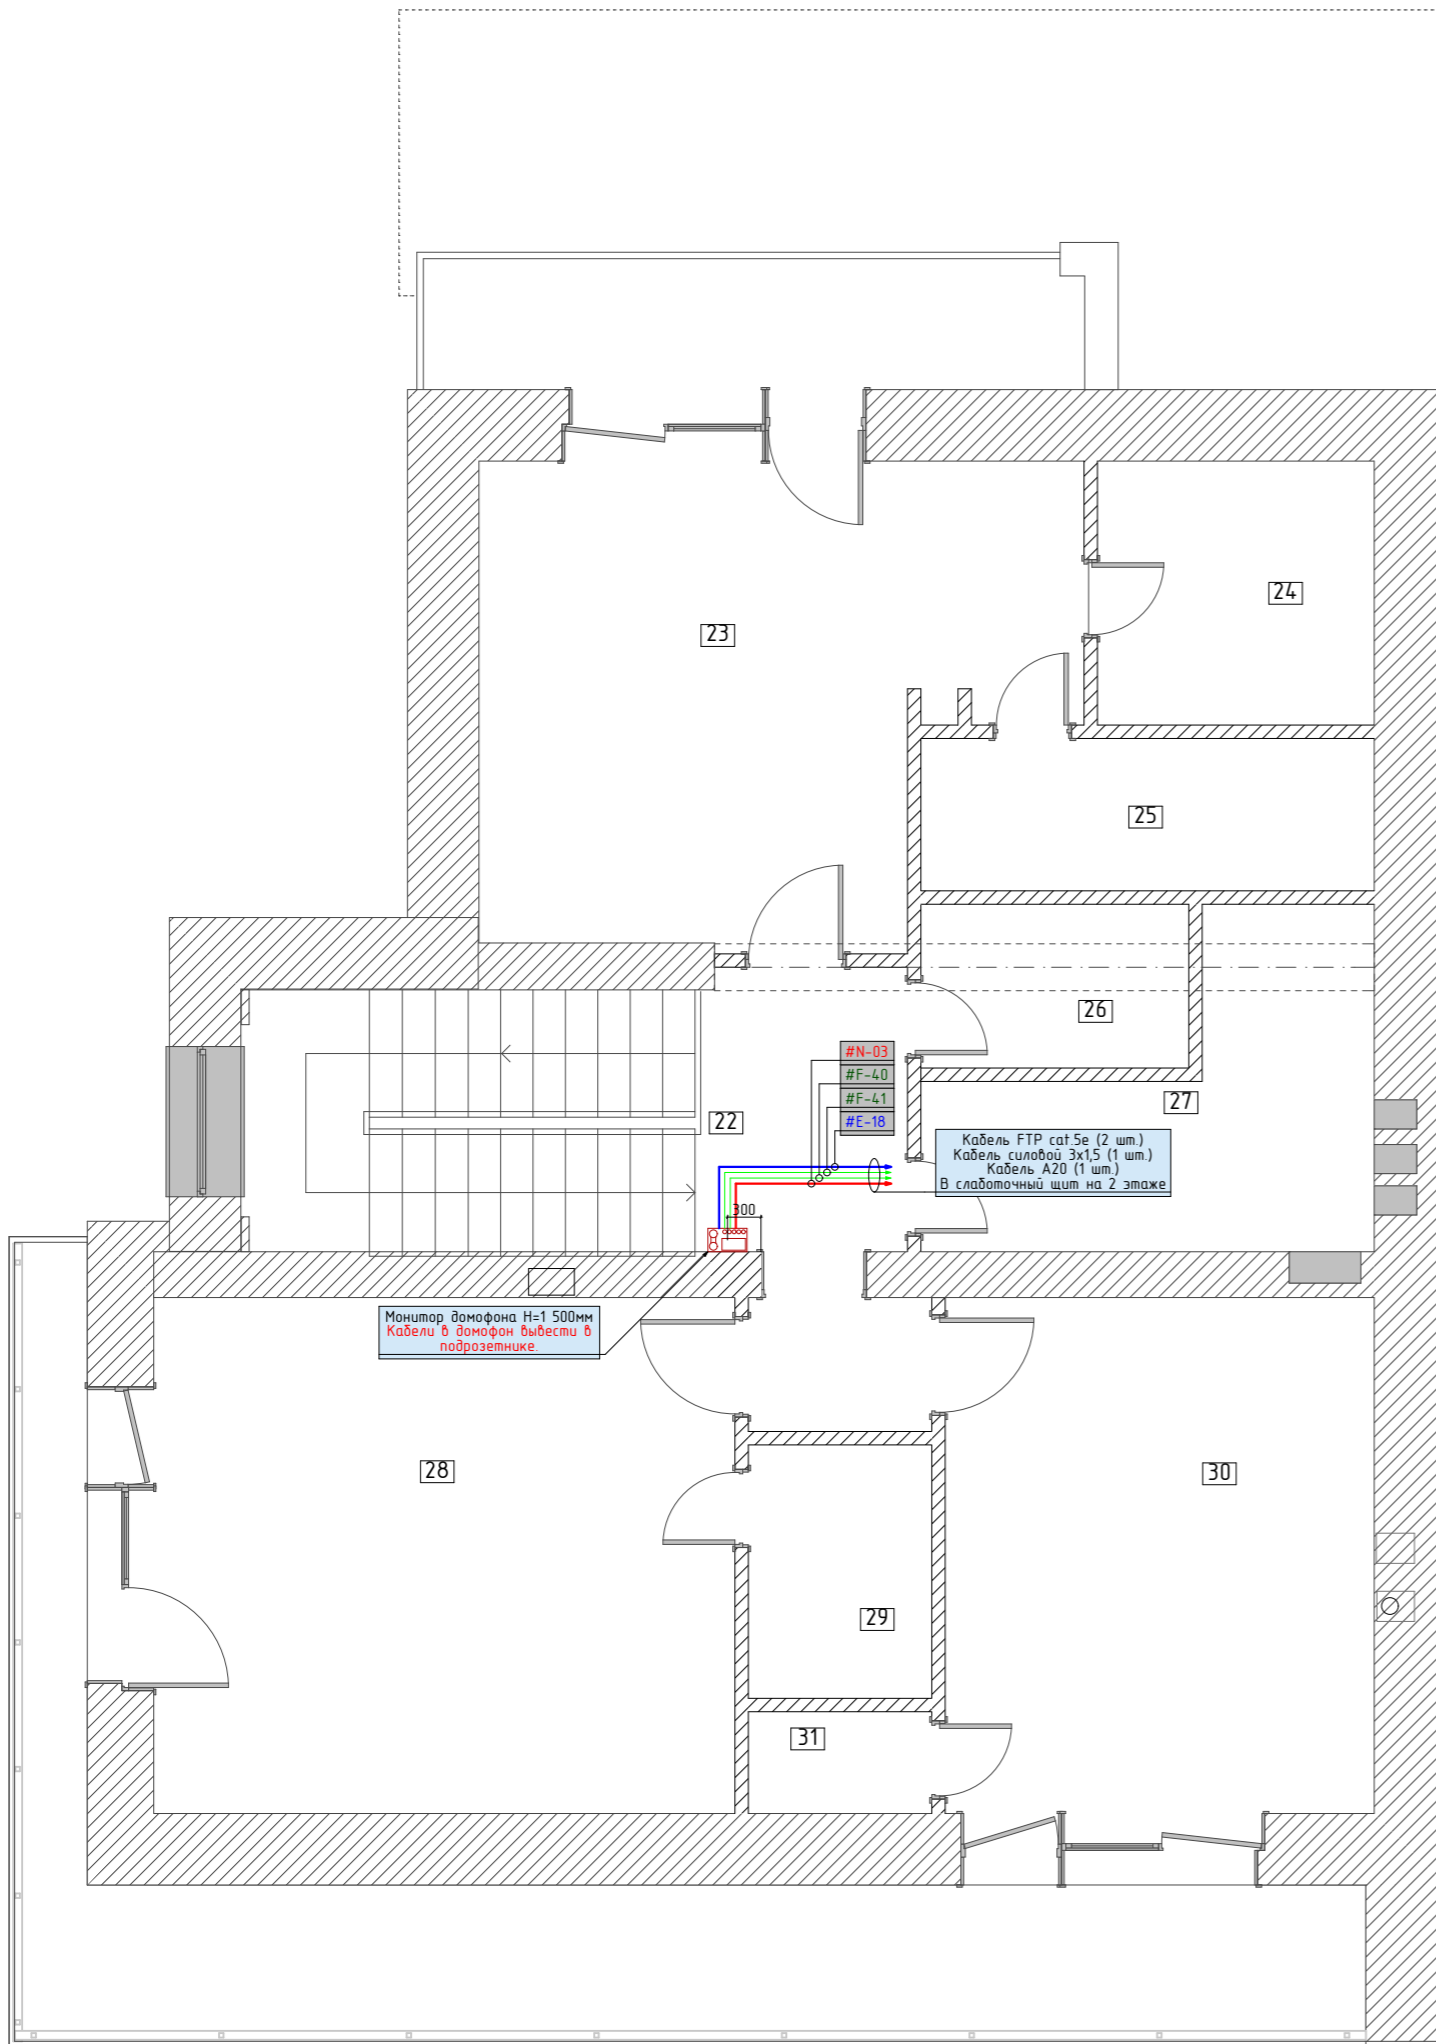 24
23
25
26
#N-03
#F-40
#F-41
#E-18
27
22
Кабель FTP cat.5e (2 шт.)
Кабель силовой 3x1,5 (1 шт.)
Кабель A20 (1 шт.)
В слаботочный щит на 2 этаже
300
Монитор домофона H=1 500мм
Кабели в домофон вывести в
подрозетнике.
28
30
29
31